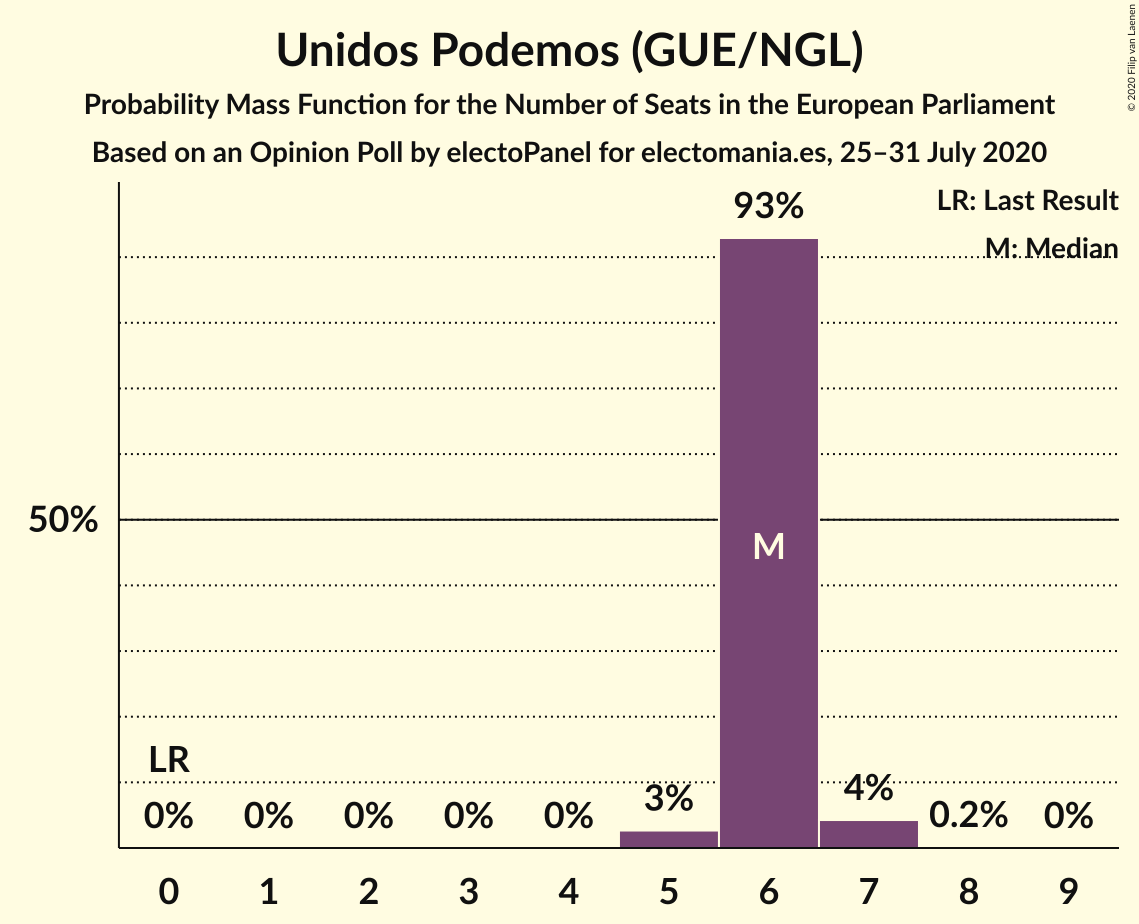 Unidos Podemos (GUE/NGL)
Probability Mass Function for the Number of Seats in the European Parliament
Based on an Opinion Poll by electoPanel for electomania.es, 25–31 July 2020
© 2020 Filip van Laenen
LR: Last Result
M: Median
93%
50%
M
LR
0%
0%
0%
0%
0%
3%
4%
0.2%
0%
0 1 2 3 4 5 6 7 8 9